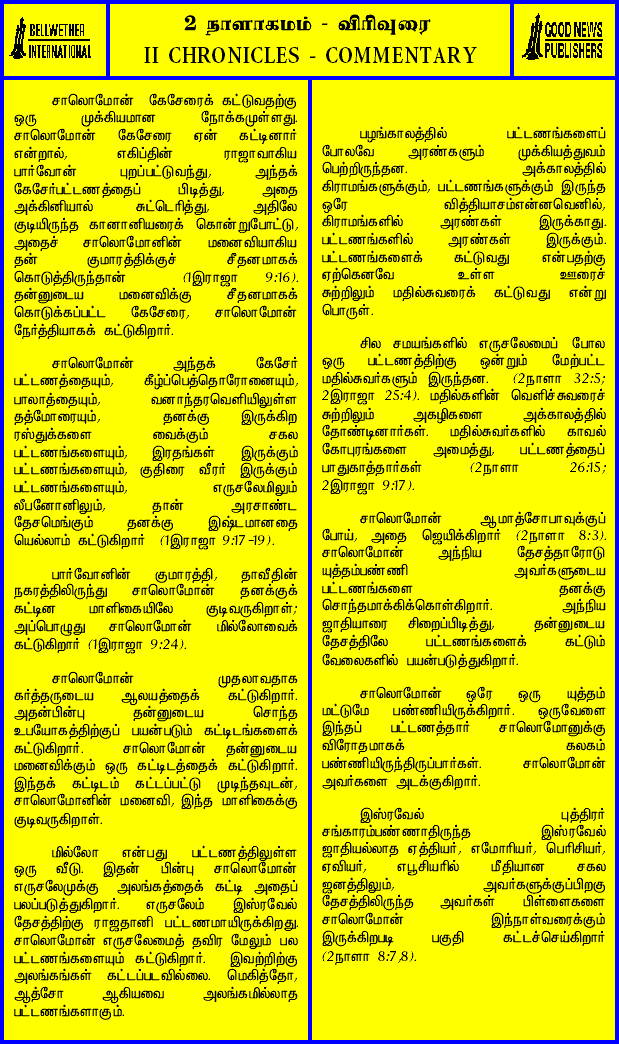 BELLWETHER
INTERNATIONAL
2 நாளாகமம் - விரிவுரை
II CHRONICLES - COMMENTARY
GOOD NEWS
PUBLISHERS
சாலொமோன் கேசேரைக் கட்டுவதற்கு
ஒரு முக்கியமான நோக்கமுள்ளது.
சாலொமோன் கேசேரை ஏன் கட்டினார்
என்றால், எகிப்தின் ராஜாவாகிய
பார்வோன் புறப்பட்டுவந்து, அந்தக்
கேசேர்பட்டணத்தைப் பிடித்து, அதை
அக்கினியால் சுட்டெரித்து, அதிலே
குடியிருந்த கானானியரைக் கொன்றுபோட்டு,
அதைச் சாலொமோனின் மனைவியாகிய
தன் குமாரத்திக்குச் சீதனமாகக்
கொடுத்திருந்தான் (1இராஜா 9:16).
தன்னுடைய மனைவிக்கு சீதனமாகக்
கொடுக்கப்பட்ட கேசேரை, சாலொமோன்
நேர்த்தியாகக் கட்டுகிறார்.
சாலொமோன் அந்தக் கேசேர்
பட்டணத்தையும், கீழ்ப்பெத்தொரோனையும்,
பாலாத்தையும், வனாந்தரவெளியிலுள்ள
தத்மோரையும், தனக்கு இருக்கிற
ரஸ்துக்களை வைக்கும் சகல
பட்டணங்களையும், இரதங்கள் இருக்கும்
பட்டணங்களையும், குதிரை வீரர் இருக்கும்
பட்டணங்களையும், எருசலேமிலும்
லீபனோனிலும், தான் அரசாண்ட
தேசமெங்கும் தனக்கு இஷ்டமானதை
யெல்லாம் கட்டுகிறார் (1இராஜா 9:17-19).
பார்வோனின் குமாரத்தி, தாவீதின்
நகரத்திலிருந்து சாலொமோன் தனக்குக்
கட்டின மாளிகையிலே குடிவருகிறாள்;
அப்பொழுது சாலொமோன் மில்லோவைக்
கட்டுகிறார் (1இராஜா 9:24).
சாலொமோன் முதலாவதாக
கர்த்தருடைய ஆலயத்தைக் கட்டுகிறார்.
அதன்பின்பு தன்னுடைய சொந்த
உபயோகத்திற்குப் பயன்படும் கட்டிடங்களைக்
கட்டுகிறார். சாலொமோன் தன்னுடைய
மனைவிக்கும் ஒரு கட்டிடத்தைக் கட்டுகிறார்.
இந்தக் கட்டிடம் கட்டப்பட்டு முடிந்தவுடன்,
சாலொமோனின் மனைவி, இந்த மாளிகைக்கு
குடிவருகிறாள்.
மில்லோ என்பது பட்டணத்திலுள்ள
ஒரு வீடு. இதன் பின்பு சாலொமோன்
எருசலேமுக்கு அலங்கத்தைக் கட்டி அதைப்
பலப்படுத்துகிறார். எருசலேம் இஸ்ரவேல்
தேசத்திற்கு ராஜதானி பட்டணமாயிருக்கிறது.
சாலொமோன் எருசலேமைத் தவிர மேலும் பல
பட்டணங்களையும் கட்டுகிறார். இவற்றிற்கு
அலங்கங்கள் கட்டப்படவில்லை. மெகித்தோ,
ஆத்சோ ஆகியவை அலங்கமில்லாத
பட்டணங்களாகும்.
பழங்காலத்தில் பட்டணங்களைப்
போலவே அரண்களும் முக்கியத்துவம்
பெற்றிருந்தன. அக்காலத்தில்
கிராமங்களுக்கும், பட்டணங்களுக்கும் இருந்த
ஒரே வித்தியாசம்என்னவெனில்,
கிராமங்களில் அரண்கள் இருக்காது.
பட்டணங்களில் அரண்கள் இருக்கும்.
பட்டணங்களைக் கட்டுவது என்பதற்கு
ஏற்கெனவே உள்ள ஊரைச்
சுற்றிலும் மதில்சுவரைக் கட்டுவது என்று
பொருள்.
சில சமயங்களில் எருசலேமைப் போல
ஒரு பட்டணத்திற்கு ஒன்றும் மேற்பட்ட
மதில்சுவர்களும் இருந்தன. (2நாளா 32:5;
2இராஜா 25:4). மதில்களின் வெளிச்சுவரைச்
சுற்றிலும் அகழிகளை அக்காலத்தில்
தோண்டினார்கள். மதில்சுவர்களில் காவல்
கோபுரங்களை அமைத்து, பட்டணத்தைப்
பாதுகாத்தார்கள் (2நாளா 26:15;
2இராஜா 9:17).
சாலொமோன் ஆமாத்சோபாவுக்குப்
போய், அதை ஜெயிக்கிறார் (2நாளா 8:3).
சாலொமோன் அந்நிய தேசத்தாரோடு
யுத்தம்பண்ணி அவர்களுடைய
பட்டணங்களை தனக்கு
சொந்தமாக்கிக்கொள்கிறார். அந்நிய
ஜாதியாரை சிறைப்பிடித்து, தன்னுடைய
தேசத்திலே பட்டணங்களைக் கட்டும்
வேலைகளில் பயன்படுத்துகிறார்.
சாலொமோன் ஒரே ஒரு யுத்தம்
மட்டுமே பண்ணியிருக்கிறார். ஒருவேளை
இந்தப் பட்டணத்தார் சாலொமோனுக்கு
விரோதமாகக் கலகம்
பண்ணியிருந்திருப்பார்கள். சாலொமோன்
அவர்களை அடக்குகிறார்.
இஸ்ரவேல் புத்திரர்
சங்காரம்பண்ணாதிருந்த இஸ்ரவேல்
ஜாதியல்லாத ஏத்தியர், எமோரியர், பெரிசியர்,
ஏவியர், எபூசியரில் மீதியான சகல
ஜனத்திலும், அவர்களுக்குப்பிறகு
தேசத்திலிருந்த அவர்கள் பிள்ளைகளை
சாலொமோன் இந்நாள்வரைக்கும்
இருக்கிறபடி பகுதி கட்டச்செய்கிறார்
(2நாளா 8:7,8).